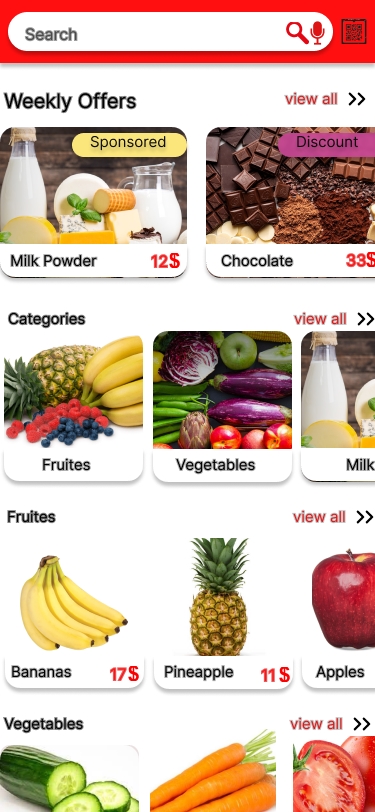 Search
Weekly Offers
view all
Sponsored
Discount
Milk Powder
12$
Chocolate
33$
Categories
view all
Fruites
Vegetables
Milk
Fruites
view all
Bananas
17$
Pineapple
11$
Apples
Vegetables
view all